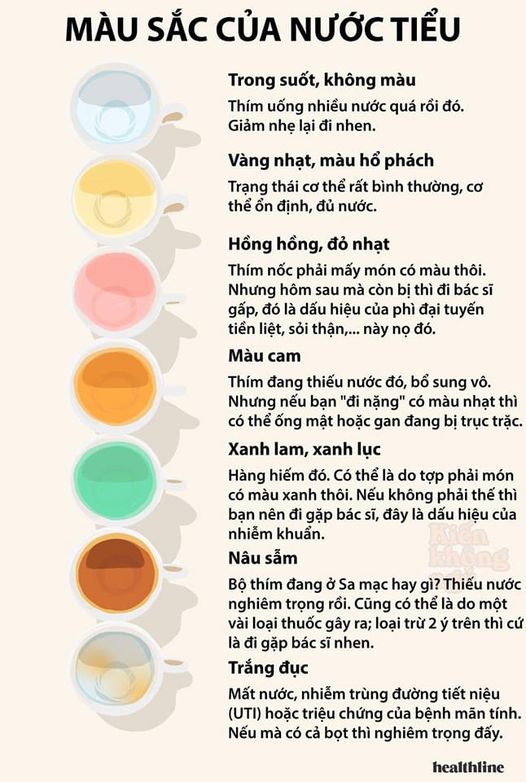 MÀU SẮC CỦA NƯỚC TIỂU
Trong suốt, không màu
Thím uống nhiều nước quá rồi đó.
Giảm nhẹ lại đi nhen.
Vàng nhạt, màu hổ phách
Trạng thái cơ thể rất bình thường, cơ
thể ổn định, đủ nước.
Hồng hồng, đỏ nhạt
Thím nốc phải mấy món có màu thôi.
Nhưng hôm sau mà còn bị thì đi bác sĩ
gấp, đó là dấu hiệu của phì đại tuyến
tiền liệt, sỏi thận,... này nọ đó.
Màu cam
Thím đang thiếu nước đó, bổ sung vô.
Nhưng nếu bạn "đi nặng" có màu nhạt thì
có thể ống mật hoặc gan đang bị trục trặc.
Xanh lam, xanh lục
Hàng hiếm đó. Có thể là do tợp phải món
có màu xanh thôi. Nếu không phải thế thì
bạn nên đi gặp bác sĩ, đây là dấu hiệu của
nhiễm khuẩn.
Kiến
không
Nâu sẫm
Bộ thím đang ở Sa mạc hay gì? Thiếu nước
nghiêm trọng rồi. Cũng có thể là do một
vài loại thuốc gây ra; loại trừ 2 ý trên thì cứ
là đi gặp bác sĩ nhen.
Trắng đục
Mất nước, nhiễm trùng đường tiết niệu
(UTI) hoặc triệu chứng của bệnh mãn tính.
Nếu mà có cả bọt thì nghiêm trọng đấy.
healthline